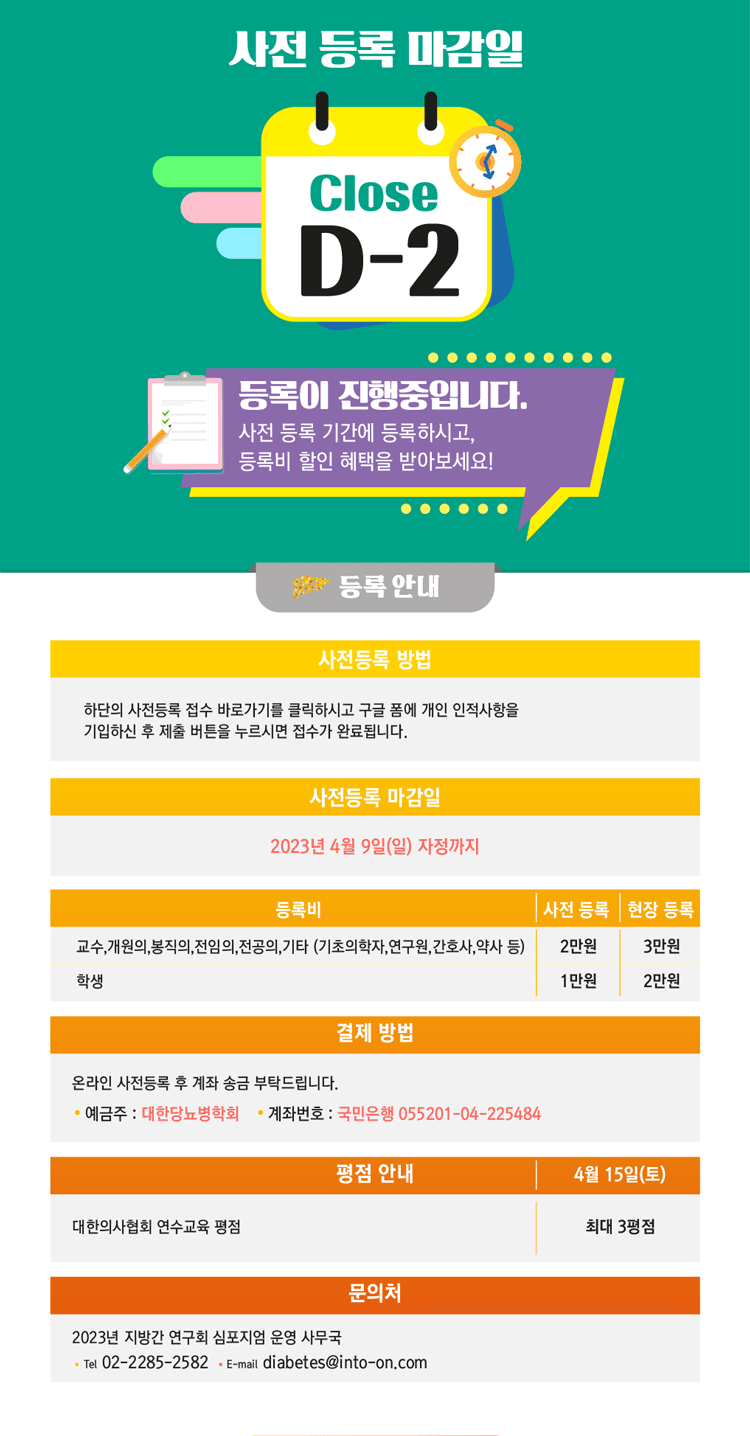 사전 등록 마감일
Close
D-2
등록이 진행중입니다.
사전 등록 기간에 등록하시고,
등록비 할인 혜택을 받아보세요!
등록 안내
사전등록 방법
하단의 사전등록 접수 바로가기를 클릭하시고 구글 폼에 개인 인적사항을
기입하신 후 제출 버튼을 누르시면 접수가 완료됩니다.
사전등록 마감일
2023년 4월 9일(일) 자정까지
등록비 사전 등록 현장 등록
교수,개원의,봉직의,전임의,전공의,기타 (기초의학자,연구원,간호사,약사 등) 2만원 3만원
학생 1만원 2만원
결제 방법
온라인 사전등록 후 계좌 송금 부탁드립니다.
• 예금주 : 대한당뇨병학회 • 계좌번호 : 국민은행 055201-04-225484
평점 안내 4월 15일(토)
대한의사협회 연수교육 평점 최대 3평점
문의처
2023년 지방간 연구회 심포지엄 운영 사무국
• Tel 02-2285-2582 • E-mail diabetes@into-on.com